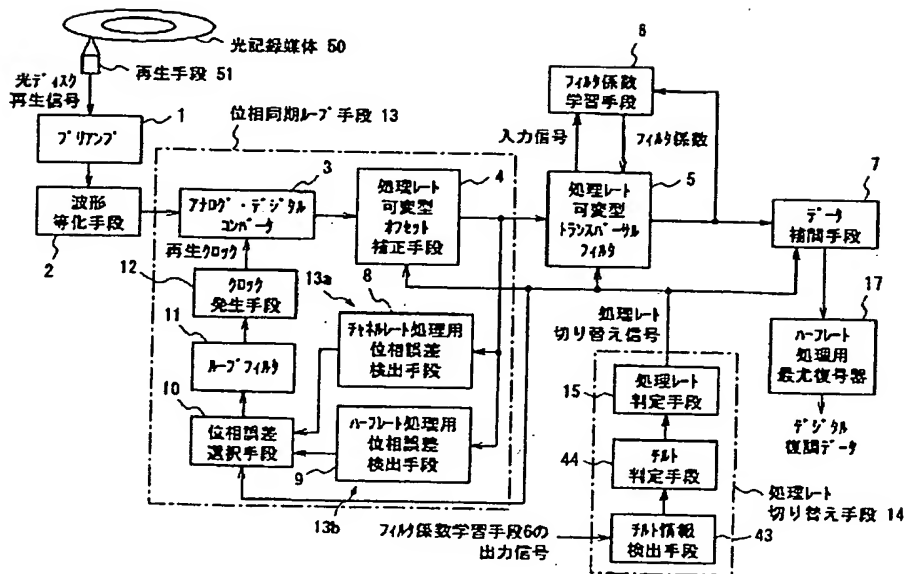 光記録媒体 50
再生手段 51
光ディスク
再生信号
1
プリアンプ
波形
等化手段
2
位相同期ループ手段 13
3
アナログ・デジタル
コンバータ
再生クロック
4
処理レート
可変型
オフセット
補正手段
12
クロック
発生手段
11
ループフィルタ
10
位相誤差
選択手段
13a
8
チャネルレート処理用
位相誤差
検出手段
ハーフレート処理用
位相誤差
検出手段
9
13b
6
フィルタ係数
学習手段
入力信号
フィルタ係数
5
処理レート
可変型
トランスバーサル
フィルタ
7
データ
補間手段
17
ハーフレート
処理用
最尤復号器
デジタル
復調データ
処理レート
切り替え信号
15
処理レート
判定手段
44
チルト
判定手段
処理レート
切り替え手段 14
フィルタ係数学習手段6の
出力信号
チルト情報
検出手段
43